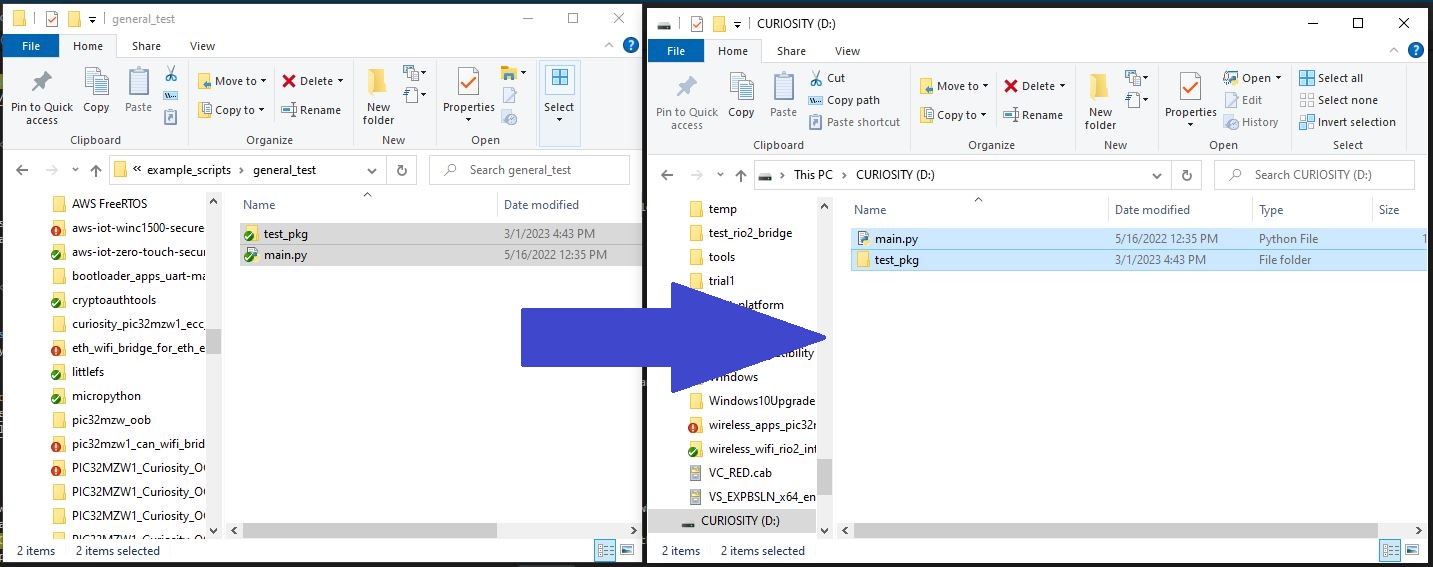 general_test
File
Home
Share
View
Pin to Quick
access
Copy
Paste
Move to
Copy to
Delete
Rename
New
folder
Properties
Select
Clipboard
Organize
New
Open
« example_scripts › general_test
Search general_test
AWS FreeRTOS
aws-iot-winc1500-secure
aws-iot-zero-touch-secur
bootloader_apps_uart-ma
cryptoauthtools
curiosity_pic32mzw1_ecc_
eth_wifi_bridge_for_eth_e
littlefs
micropython
pic32mzw_oob
pic32mzw1_can_wifi_brid
PIC32MZW1_Curiosity_O
PIC32MZW1_Curiosity_O
PIC32MZW1_Curiosity_O
PIC32MZW1_Curiosity_O
Name
Date modified
test_pkg 3/1/2023 4:43 PM
main.py 5/16/2022 12:35 PM
2 items 2 items selected
CURIOSITY (D:)
File
Home
Share
View
Pin to Quick
access
Copy
Paste
Cut
Copy path
Paste shortcut
Move to
Copy to
Delete
Rename
New
folder
Properties
Open
Edit
History
Select all
Select none
Invert selection
Clipboard
Organize
New
Open
Select
› This PC › CURIOSITY (D:)
Search CURIOSITY (D:)
temp
test_rio2_bridge
tools
trial1
platform
tibility
Windows
Windows10Upgrade
wireless_apps_pic32
wireless_wifi_rio2_int
VC_RED.cab
VS_EXPBSLN_x64_en
CURIOSITY (D:)
Name
Date modified
Type
Size
main.py 5/16/2022 12:35 PM Python File 1
test_pkg 3/1/2023 4:43 PM File folder
2 items 2 items selected